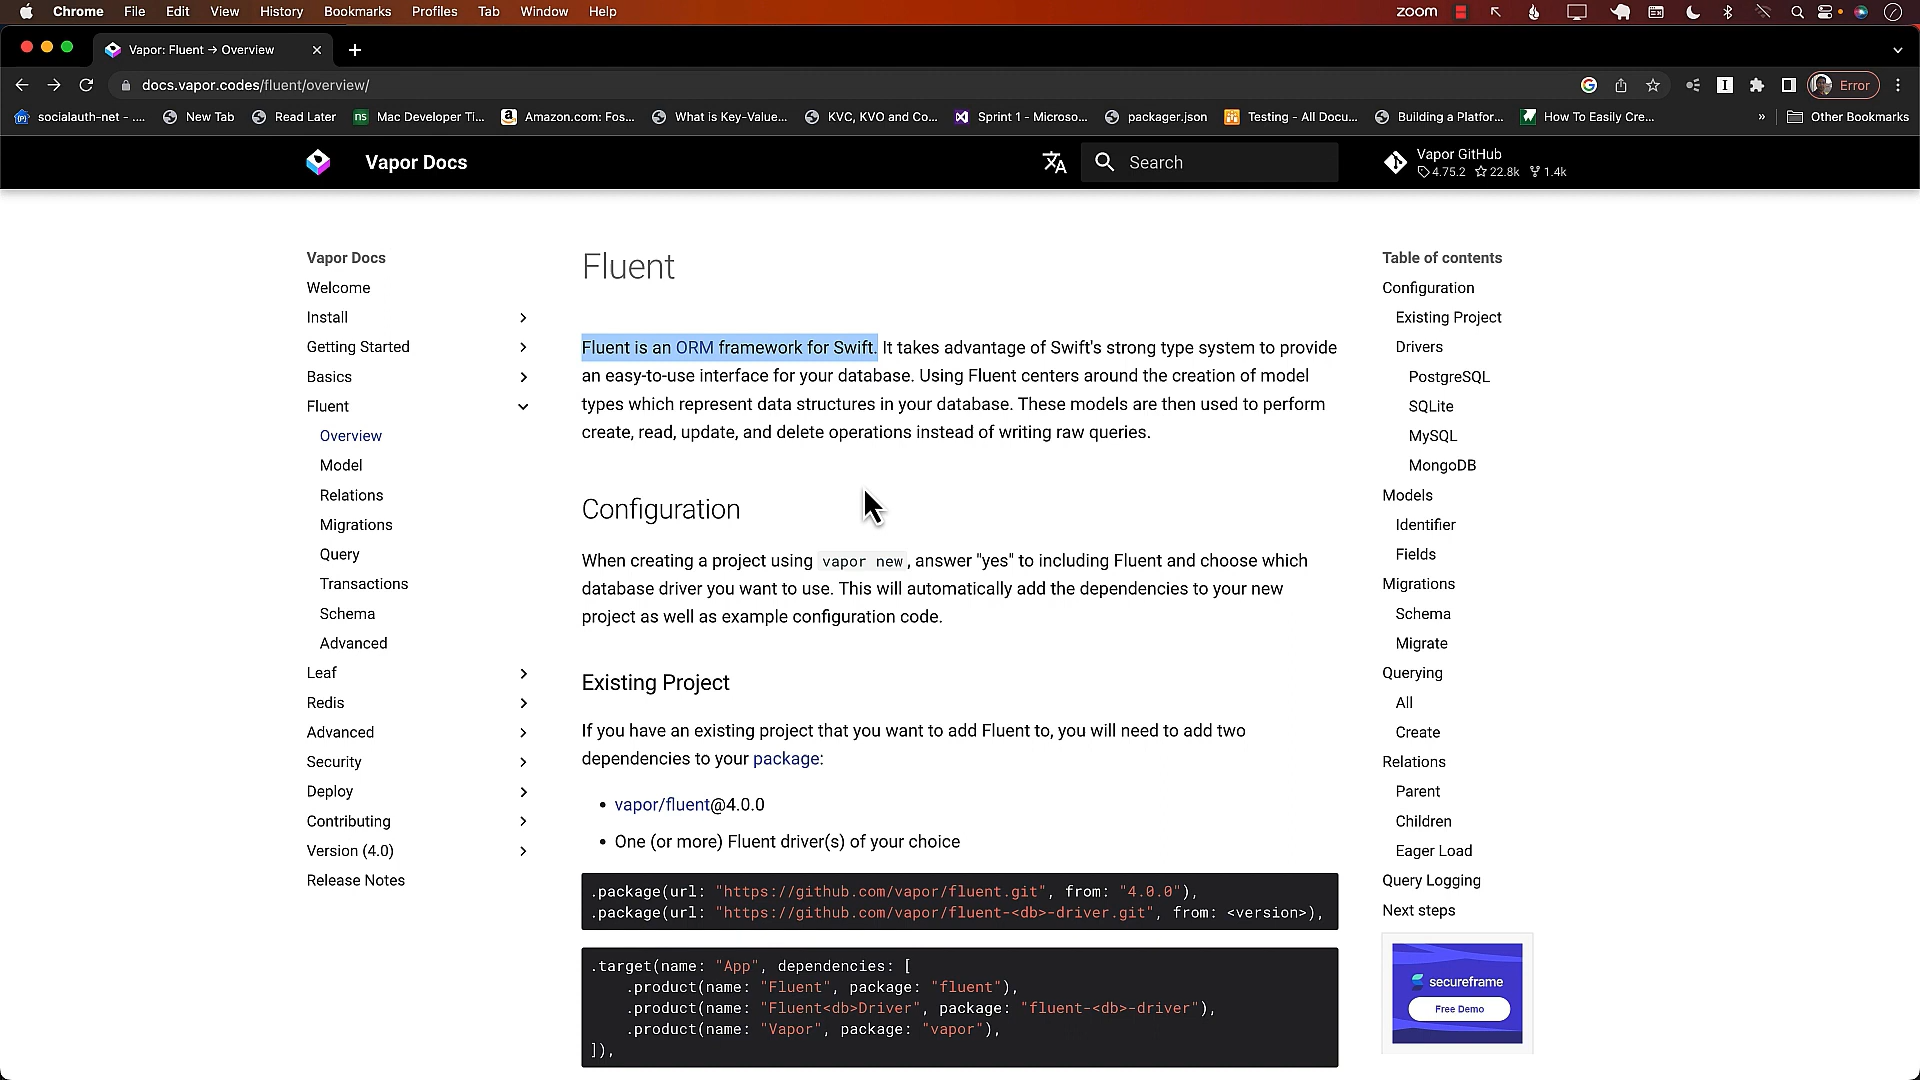 Chrome File Edit View History Bookmarks Profiles Tab Window Help zoom
Vapor: Fluent → Overview
docs.vapor.codes/fluent/overview/ Error
socialauth-net - .... New Tab Read Later Mac Developer Ti... Amazon.com: Fos... What is Key-Value... KVC, KVO and Co... Sprint 1 - Microso... packager.json Testing - All Docu... Building a Platfor... How To Easily Cre... » Other Bookmarks
Vapor Docs
Search
Vapor GitHub
4.75.2 22.8k 1.4k
Vapor Docs
Welcome
Install
Getting Started
Basics
Fluent
Overview
Model
Relations
Migrations
Query
Transactions
Schema
Advanced
Leaf
Redis
Advanced
Security
Deploy
Contributing
Version (4.0)
Release Notes
Fluent
Fluent is an ORM framework for Swift. It takes advantage of Swift's strong type system to provide
an easy-to-use interface for your database. Using Fluent centers around the creation of model
types which represent data structures in your database. These models are then used to perform
create, read, update, and delete operations instead of writing raw queries.
Configuration
When creating a project using vapor new, answer "yes" to including Fluent and choose which
database driver you want to use. This will automatically add the dependencies to your new
project as well as example configuration code.
Existing Project
If you have an existing project that you want to add Fluent to, you will need to add two
dependencies to your package:
• vapor/fluent@4.0.0
• One (or more) Fluent driver(s) of your choice
.package(url: "https://github.com/vapor/fluent.git", from: "4.0.0"),
.package(url: "https://github.com/vapor/fluent-<db>-driver.git", from: <version>),
.target(name: "App", dependencies: [
.product(name: "Fluent", package: "fluent"),
.product(name: "Fluent<db>Driver", package: "fluent-<db>-driver"),
.product(name: "Vapor", package: "vapor"),
]),
Table of contents
Configuration
Existing Project
Drivers
PostgreSQL
SQLite
MySQL
MongoDB
Models
Identifier
Fields
Migrations
Schema
Migrate
Querying
All
Create
Relations
Parent
Children
Eager Load
Query Logging
Next steps
secureframe
Free Demo